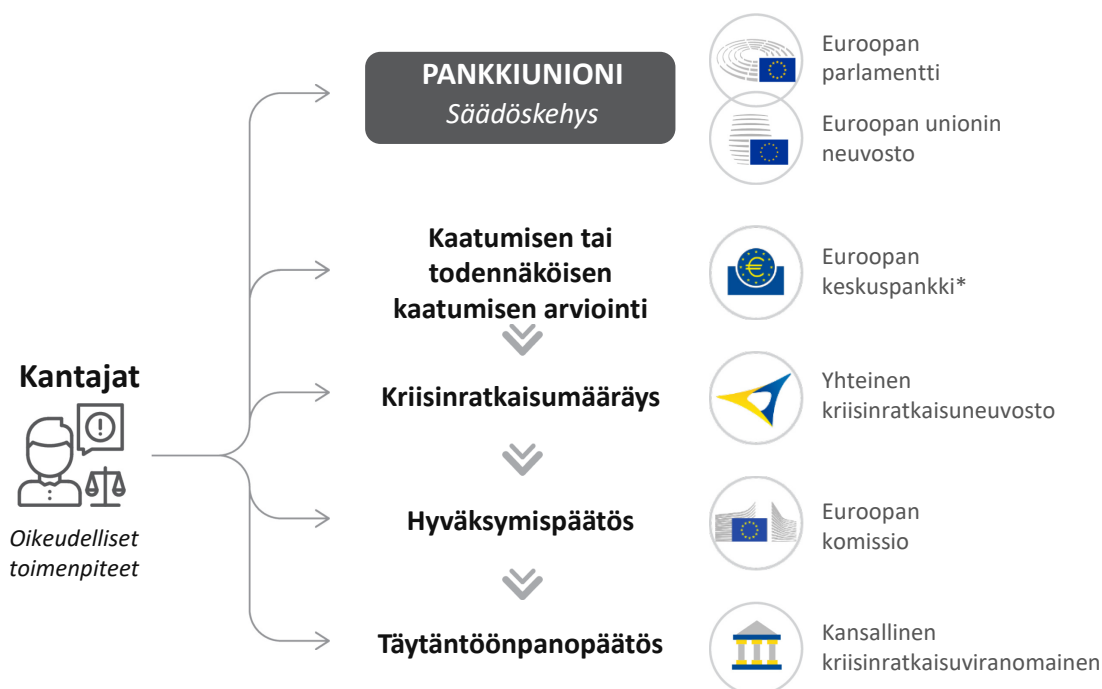 PANKKIUNIONI
Säädöskehys
Euroopan
parlamentti
Euroopan unionin
neuvosto
Kaatumisen tai
todennäköisen
kaatumisen arviointi
Euroopan
keskuspankki*
Kantajat
Oikeudelliset
toimenpiteet
Kriisinratkaisumääräys
Yhteinen
kriisinratkaisuneuvosto
Hyväksymispäätös
Euroopan
komissio
Täytäntöönpanopäätös
Kansallinen
kriisinratkaisuviranomainen